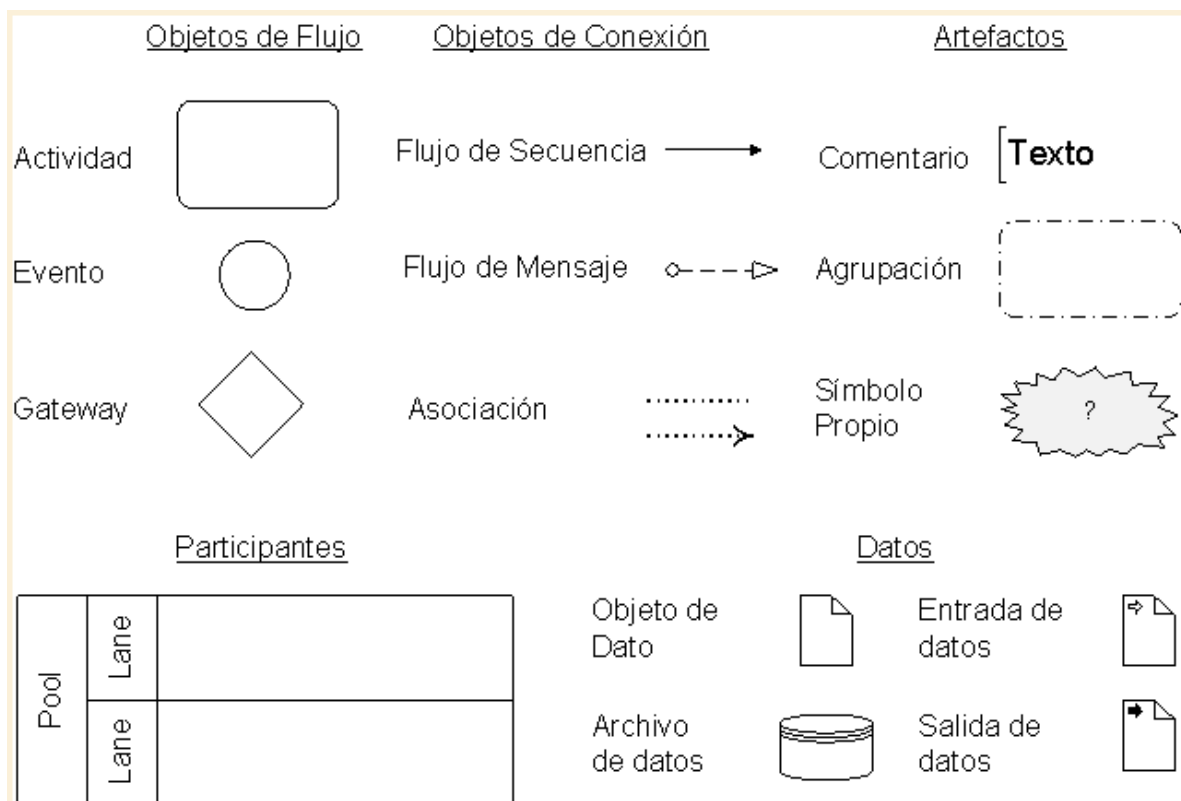 Objetos de Flujo
Objetos de Conexión
Artefactos
Actividad
Flujo de Secuencia
Comentario
Texto
Evento
Flujo de Mensaje
Agrupación
Gateway
Asociación
Símbolo
Propio
?
Participantes
Datos
Pool
Lane
Lane
Objeto de
Dato
Entrada de
datos
Archivo
de datos
Salida de
datos